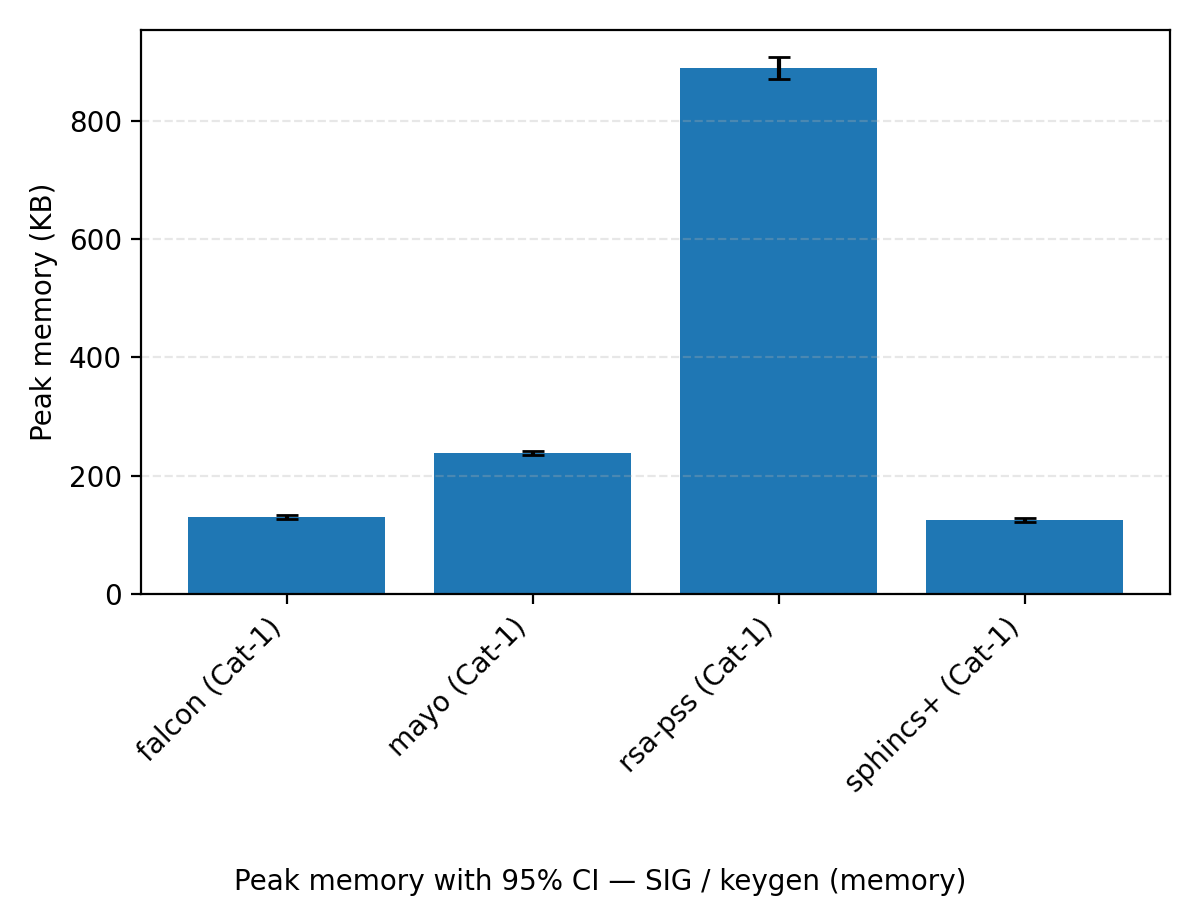 Peak memory (KB)
800
600
400
200
0
falcon (Cat-1)
mayo (Cat-1)
rsa-pss (Cat-1)
sphincs+ (Cat-1)
Peak memory with 95% CI — SIG / keygen (memory)